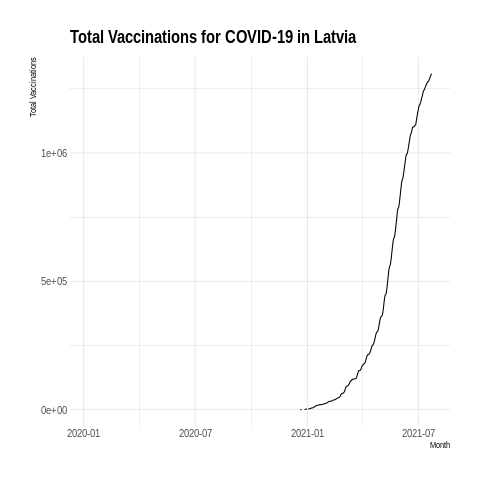 Total Vaccinations for COVID-19 in Latvia
Total Vaccinations
1e+06
5e+05
0e+00
2020-01 2020-07 2021-01 2021-07
Month